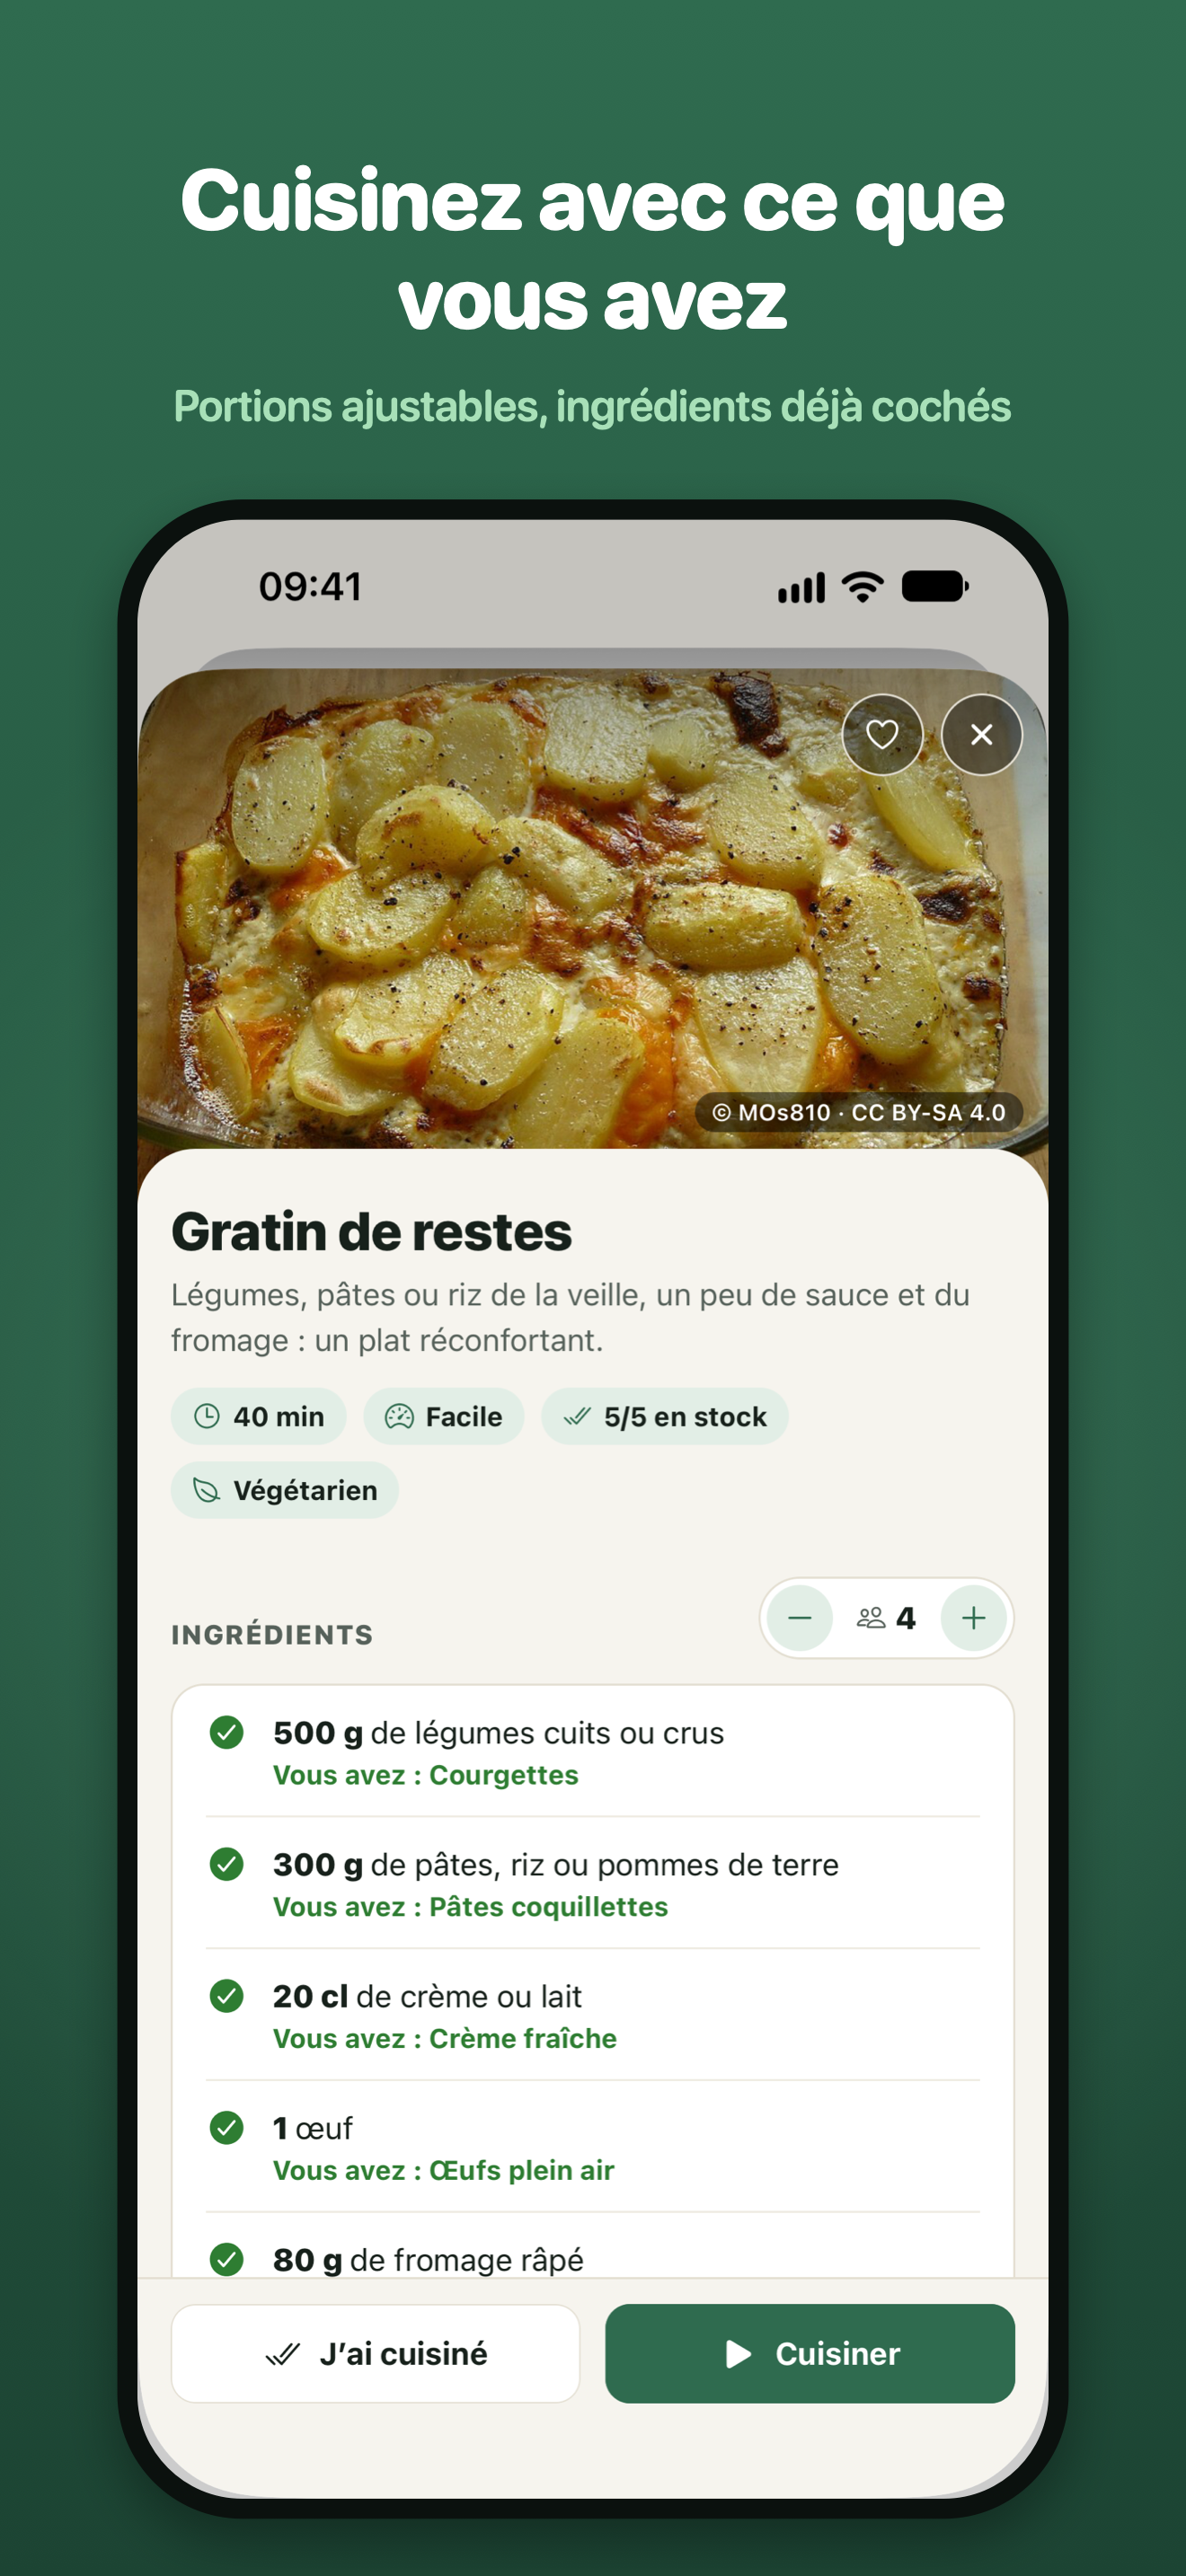 Cuisinez avec ce que
vous avez
Portions ajustables, ingrédients déjà cochés
09:41
© MOs810 · CC BY-SA 4.0
Gratin de restes
Légumes, pâtes ou riz de la veille, un peu de sauce et du
fromage : un plat réconfortant.
40 min Facile 5/5 en stock
Végétarien
INGRÉDIENTS 4
500 g de légumes cuits ou crus
Vous avez : Courgettes
300 g de pâtes, riz ou pommes de terre
Vous avez : Pâtes coquillettes
20 cl de crème ou lait
Vous avez : Crème fraîche
1 œuf
Vous avez : Œufs plein air
80 g de fromage râpé
J’ai cuisiné Cuisiner